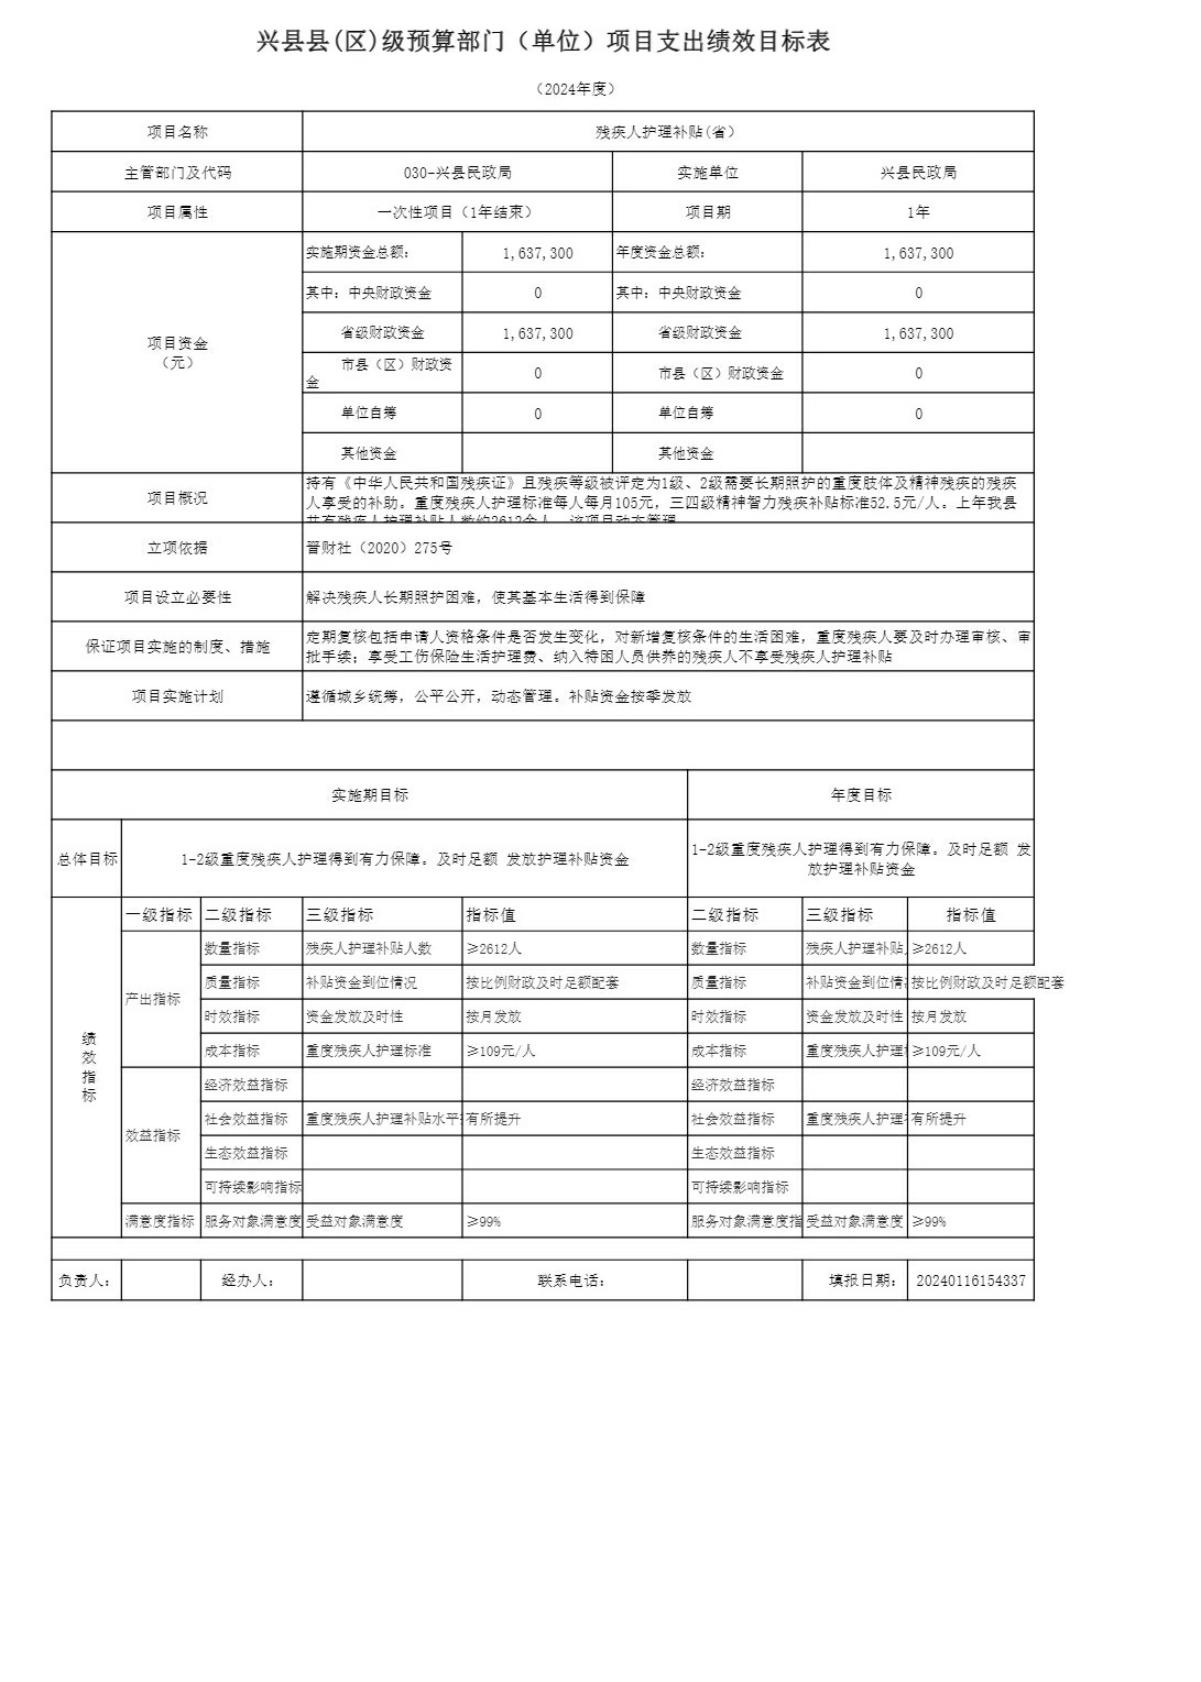 兴县县(区)级预算部门（单位）项目支出绩效目标表
（2024年度）
项目名称 残疾人护理补贴(省)
主管部门及代码 030-兴县民政局 实施单位 兴县民政局
项目属性 一次性项目（1年结束） 项目期 1年
项目资金
（元）
实施期资金总额： 1,637,300 年度资金总额： 1,637,300
其中：中央财政资金 0 其中：中央财政资金 0
省级财政资金 1,637,300 省级财政资金 1,637,300
市县（区）财政资
金 0 市县（区）财政资金 0
单位自筹 0 单位自筹 0
其他资金 其他资金
项目概况
持有《中华人民共和国残疾证》且残疾等级被评定为1级、2级需要长期照护的重度肢体及精神残疾的残疾
人享受的补助。重度残疾人护理标准每人每月105元，三四级精神智力残疾补贴标准52.5元/人。上年我县
共有残疾人护理补贴人数约2612余人，该项目动态管理
立项依据 晋财社（2020）275号
项目设立必要性 解决残疾人长期照护困难，使其基本生活得到保障
保证项目实施的制度、措施
定期复核包括申请人资格条件是否发生变化，对新增复核条件的生活困难，重度残疾人要及时办理审核、审
批手续；享受工伤保险生活护理费、纳入特困人员供养的残疾人不享受残疾人护理补贴
项目实施计划 遵循城乡统筹，公平公开，动态管理。补贴资金按季发放
实施期目标 年度目标
总体目标 1-2级重度残疾人护理得到有力保障。及时足额 发放护理补贴资金 1-2级重度残疾人护理得到有力保障。及时足额 发
放护理补贴资金
绩
效
指
标
一级指标 二级指标 三级指标 指标值 二级指标 三级指标 指标值
产出指标
数量指标 残疾人护理补贴人数 ≥2612人 数量指标 残疾人护理补贴 ≥2612人
质量指标 补贴资金到位情况 按比例财政及时足额配套 质量指标 补贴资金到位情 按比例财政及时足额配套
时效指标 资金发放及时性 按月发放 时效指标 资金发放及时性 按月发放
成本指标 重度残疾人护理标准 ≥109元/人 成本指标 重度残疾人护理 ≥109元/人
效益指标
经济效益指标 经济效益指标
社会效益指标 重度残疾人护理补贴水平 有所提升 社会效益指标 重度残疾人护理 有所提升
生态效益指标 生态效益指标
可持续影响指标 可持续影响指标
满意度指标 服务对象满意度 受益对象满意度 ≥99% 服务对象满意度指 受益对象满意度 ≥99%
负责人： 经办人： 联系电话： 填报日期： 20240116154337